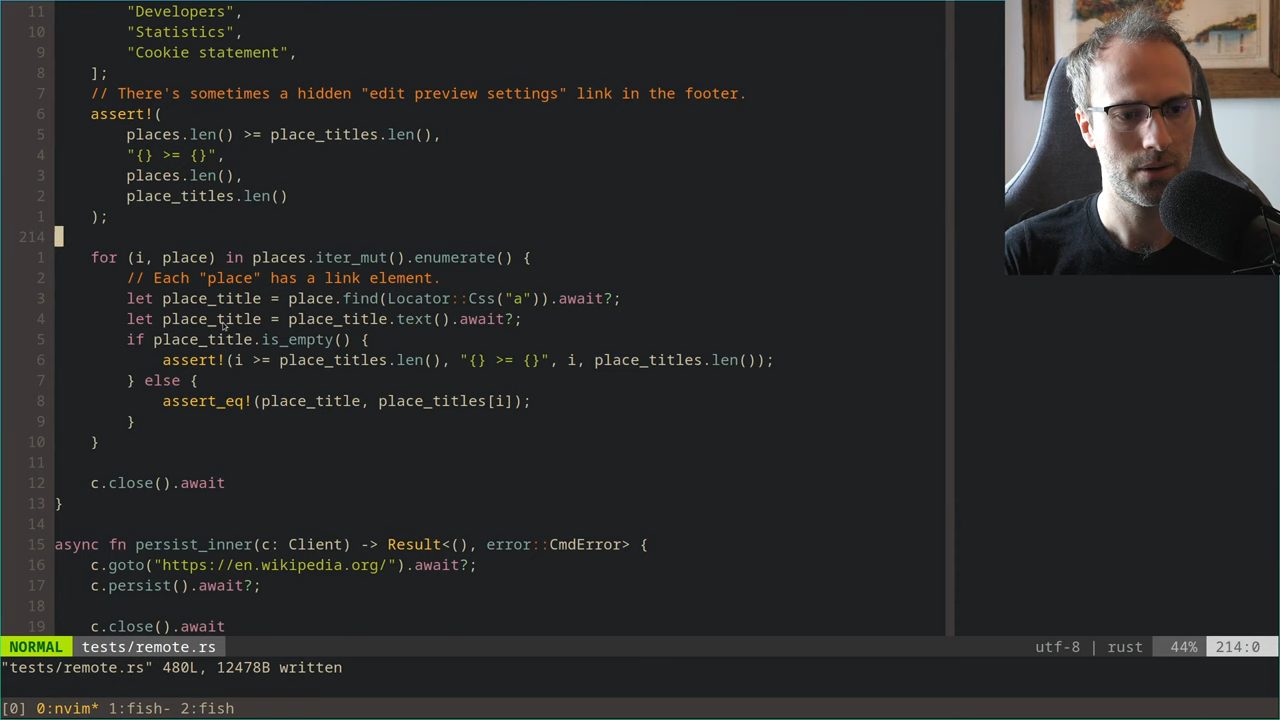 11         "Developers",
10         "Statistics",
9         "Cookie statement",
8     ];
7     // There's sometimes a hidden "edit preview settings" link in the footer.
6     assert!(
5         places.len() >= place_titles.len(),
4         "{} >= {}",
3         places.len(),
2         place_titles.len()
1     );
214
1     for (i, place) in places.iter_mut().enumerate() {
2         // Each "place" has a link element.
3         let place_title = place.find(Locator::Css("a")).await?;
4         let place_title = place_title.text().await?;
5         if place_title.is_empty() {
6             assert!(i >= place_titles.len(), "{} >= {}", i, place_titles.len());
7         } else {
8             assert_eq!(place_title, place_titles[i]);
9         }
10     }
11
12     c.close().await
13 }
14
15 async fn persist_inner(c: Client) -> Result<(), error::CmdError> {
16     c.goto("https://en.wikipedia.org/").await?;
17     c.persist().await?;
18
19     c.close().await
NORMAL tests/remote.rs utf-8 | rust 44% 214:0
"tests/remote.rs" 480L, 12478B written
[0] 0:nvim* 1:fish- 2:fish